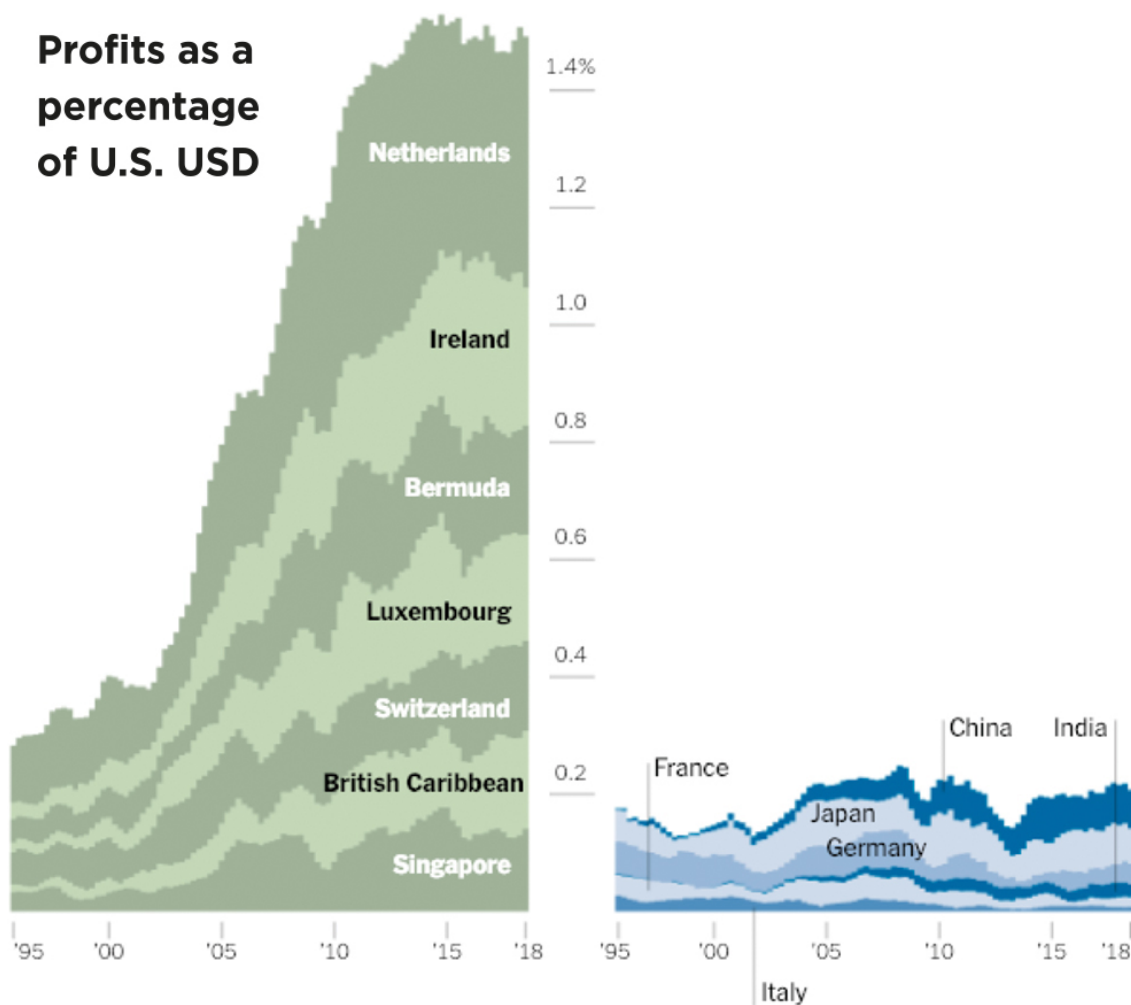 Profits as a
percentage
of U.S. USD
1.4%
Netherlands
1.2
1.0
Ireland
0.8
Bermuda
0.6
Luxembourg
0.4
Switzerland
China
India
France
0.2
British Caribbean
Japan
Germany
Singapore
'95
'00
'05
'10
'15
'18
'95
'00
'05
'10
'15
'18
Italy